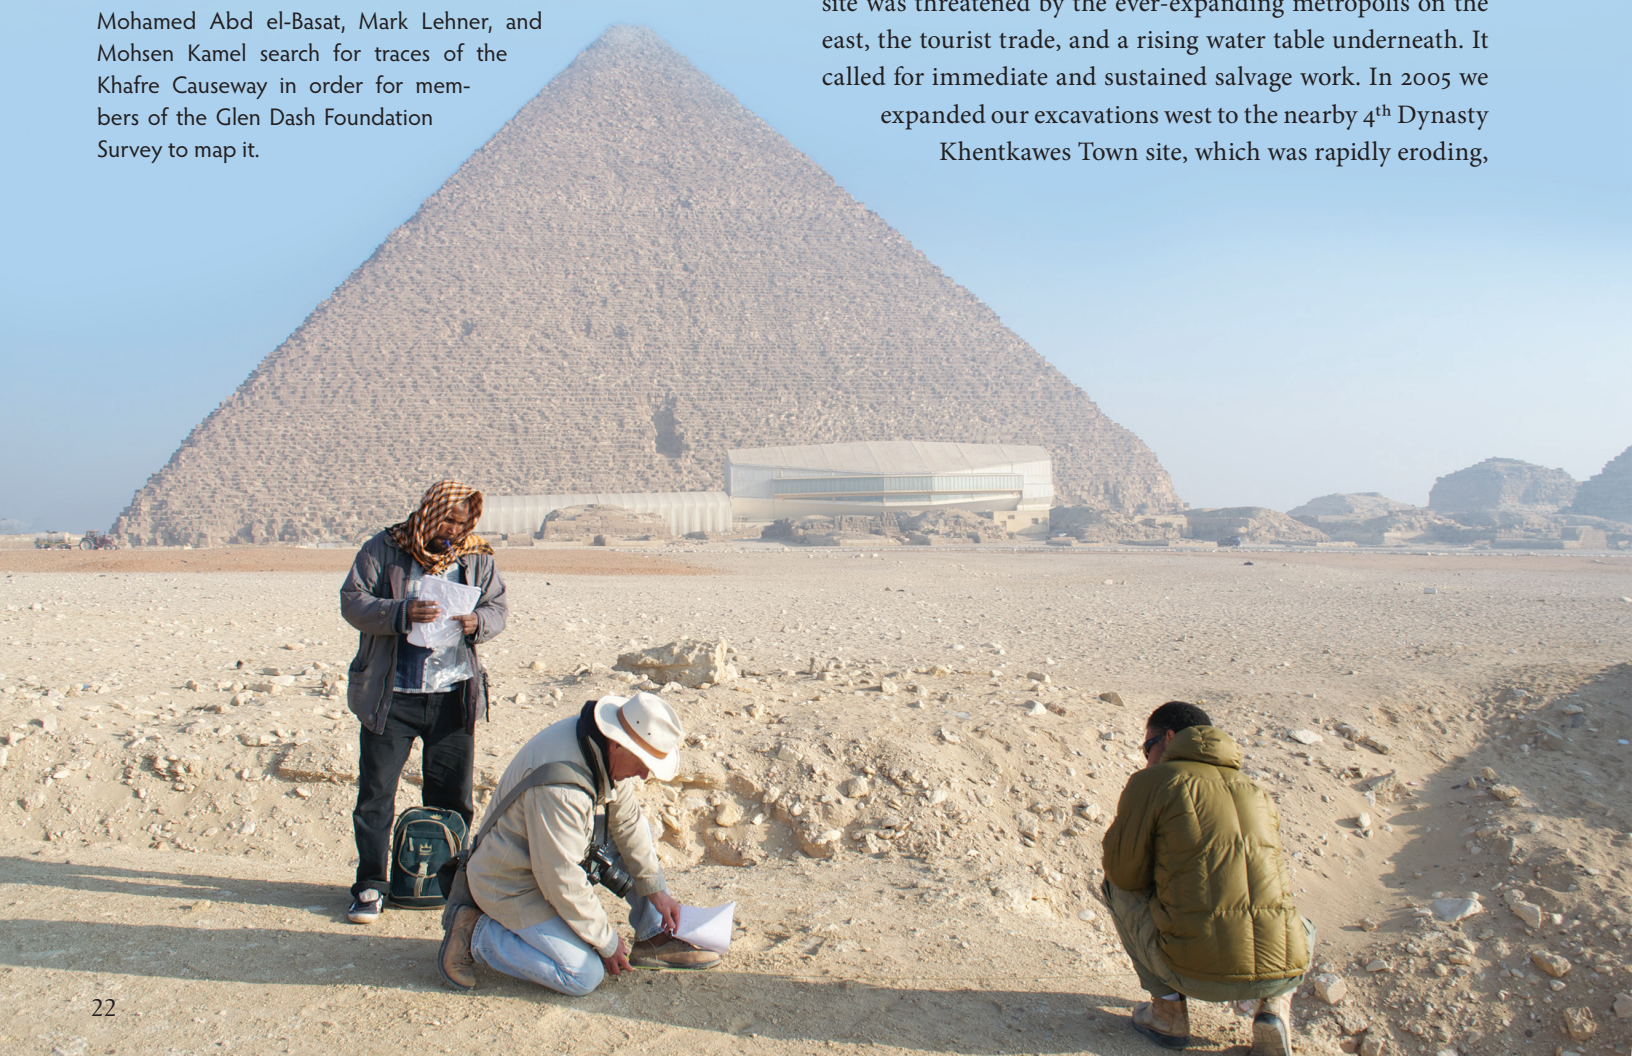 Mohamed Abd el-Basat, Mark Lehner, and
Mohsen Kamel search for traces of the
Khafre Causeway in order for mem-
bers of the Glen Dash Foundation
Survey to map it.
site was threatened by the ever-expanding metropolis on the
east, the tourist trade, and a rising water table underneath. It
called for immediate and sustained salvage work. In 2005 we
expanded our excavations west to the nearby 4th Dynasty
Khentkawes Town site, which was rapidly eroding,
22